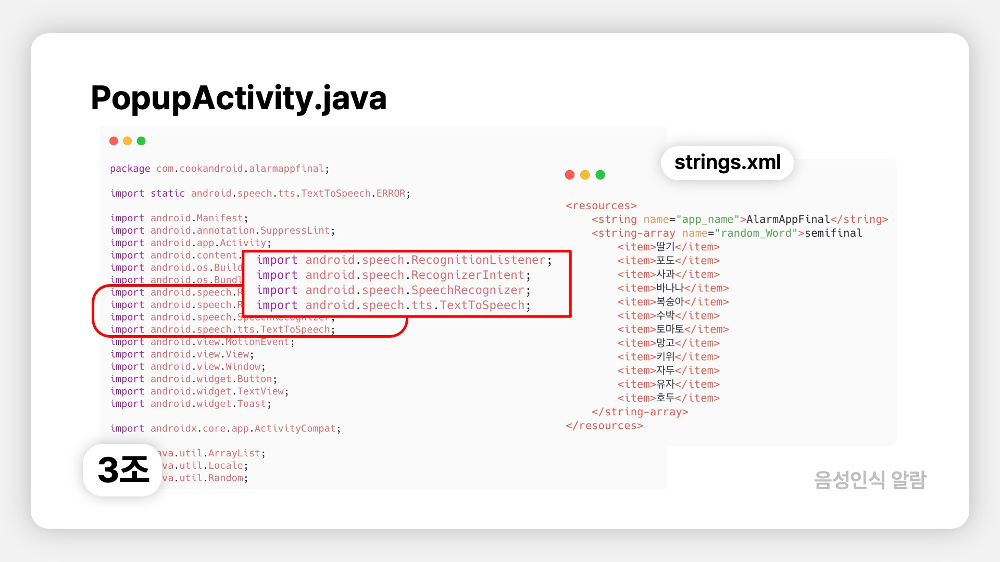 PopupActivity.java
package com.cookandroid.alarmappfinal;
import static android.speech.tts.TextToSpeech.ERROR;
import android.Manifest;
import android.annotation.SuppressLint;
import android.app.Activity;
import android.content.
import android.os.Build
import android.os.Bundl
import android.speech.R
import android.speech.R
import android.speech.SpeechRecognizer;
import android.speech.tts.TextToSpeech;
import android.view.MotionEvent;
import android.view.View;
import android.view.Window;
import android.widget.Button;
import android.widget.TextView;
import android.widget.Toast;
import androidx.core.app.ActivityCompat;
ava.util.ArrayList;
va.util.Locale;
va.util.Random;
import android.speech.RecognitionListener;
import android.speech.RecognizerIntent;
import android.speech.SpeechRecognizer;
import android.speech.tts.TextToSpeech;
strings.xml
<resources>
    <string name="app_name">AlarmAppFinal</string>
    <string-array name="random_Word">semifinal
        <item>딸기</item>
        <item>포도</item>
        <item>사과</item>
        <item>바나나</item>
        <item>복숭아</item>
        <item>수박</item>
        <item>토마토</item>
        <item>망고</item>
        <item>키위</item>
        <item>자두</item>
        <item>유자</item>
        <item>호두</item>
    </string-array>
</resources>
3조
음성인식 알람